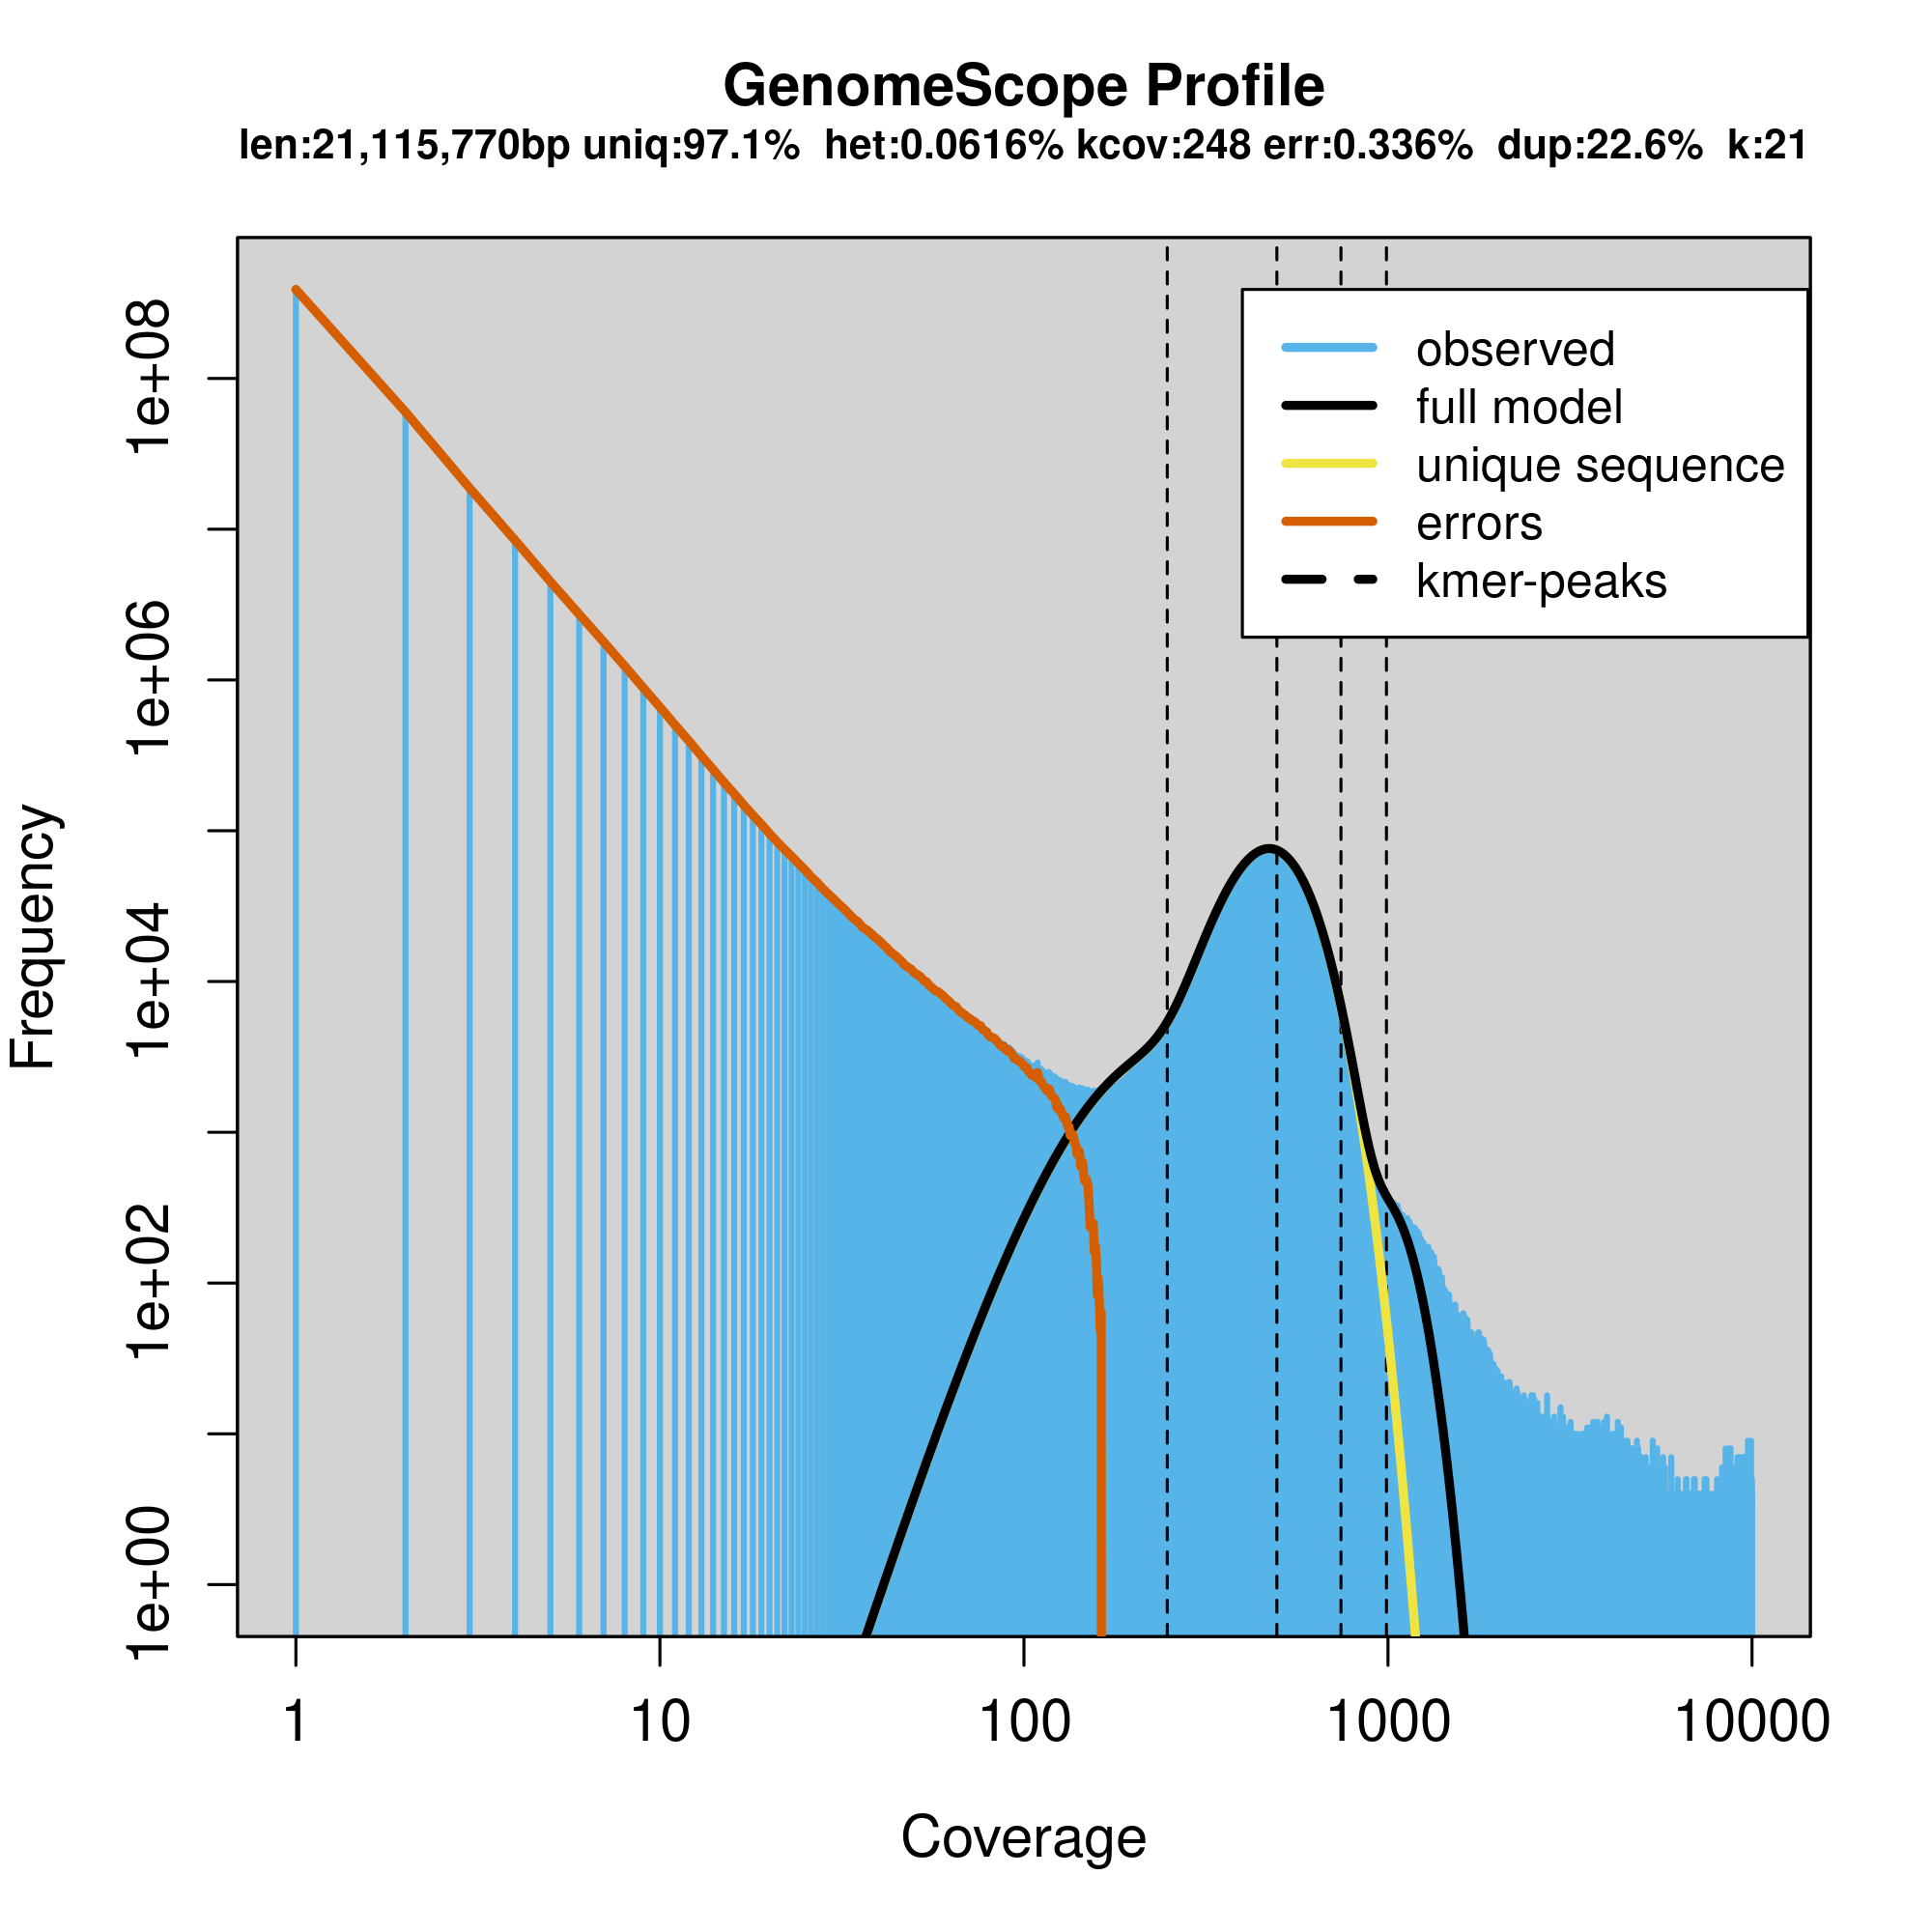 GenomeScope Profile
len:21,115,770bp uniq:97.1% het:0.0616% kcov:248 err:0.336% dup:22.6% k:21
observed
full model
unique sequence
errors
kmer-peaks
Frequency
1e+08
1e+06
1e+04
1e+02
1e+00
1 10 100 1000 10000
Coverage